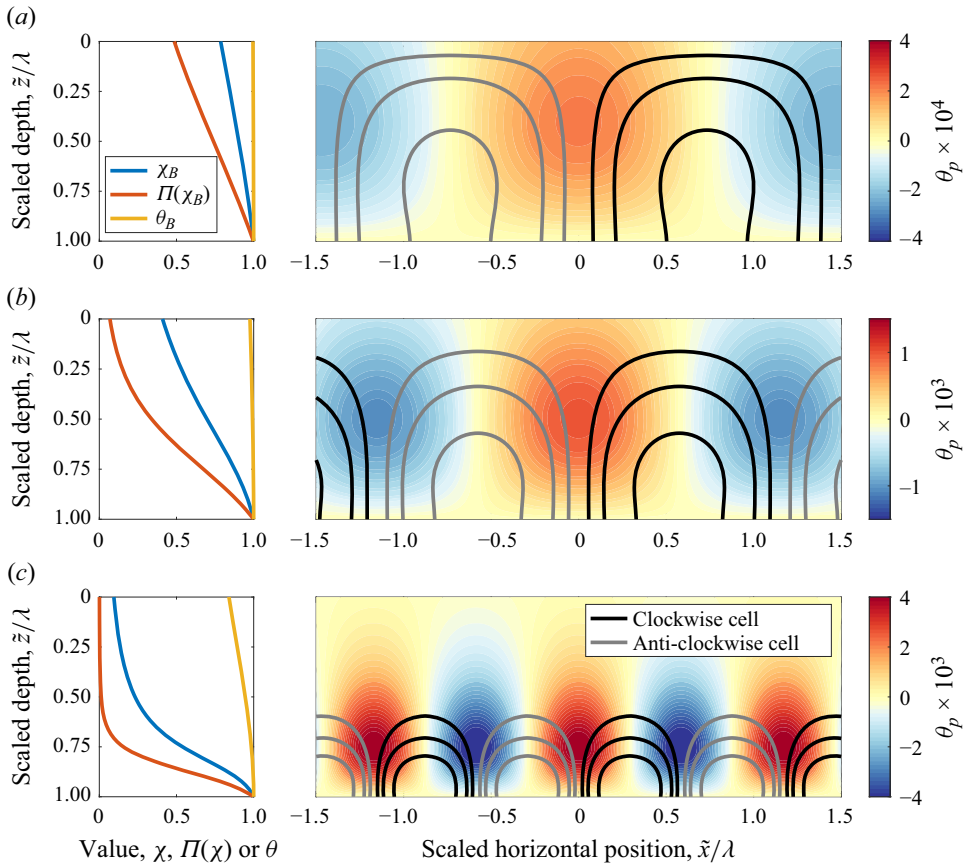 (a)
0 0.5 1.0
0
0.25
0.50
0.75
1.00
Scaled depth, z̃/λ
χ_B
Π(χ_B)
θ_B
−1.5 −1.0 −0.5 0 0.5 1.0 1.5
4
2
0
−2
−4
θ_p × 10⁴
(b)
0
0.25
0.50
0.75
1.00
Scaled depth, z̃/λ
0 0.5 1.0
−1.5 −1.0 −0.5 0 0.5 1.0 1.5
1
0
−1
θ_p × 10³
(c)
0
0.25
0.50
0.75
1.00
Scaled depth, z̃/λ
0 0.5 1.0
Value, χ, Π(χ) or θ
Clockwise cell
Anti-clockwise cell
−1.5 −1.0 −0.5 0 0.5 1.0 1.5
Scaled horizontal position, x̃/λ
4
2
0
−2
−4
θ_p × 10³